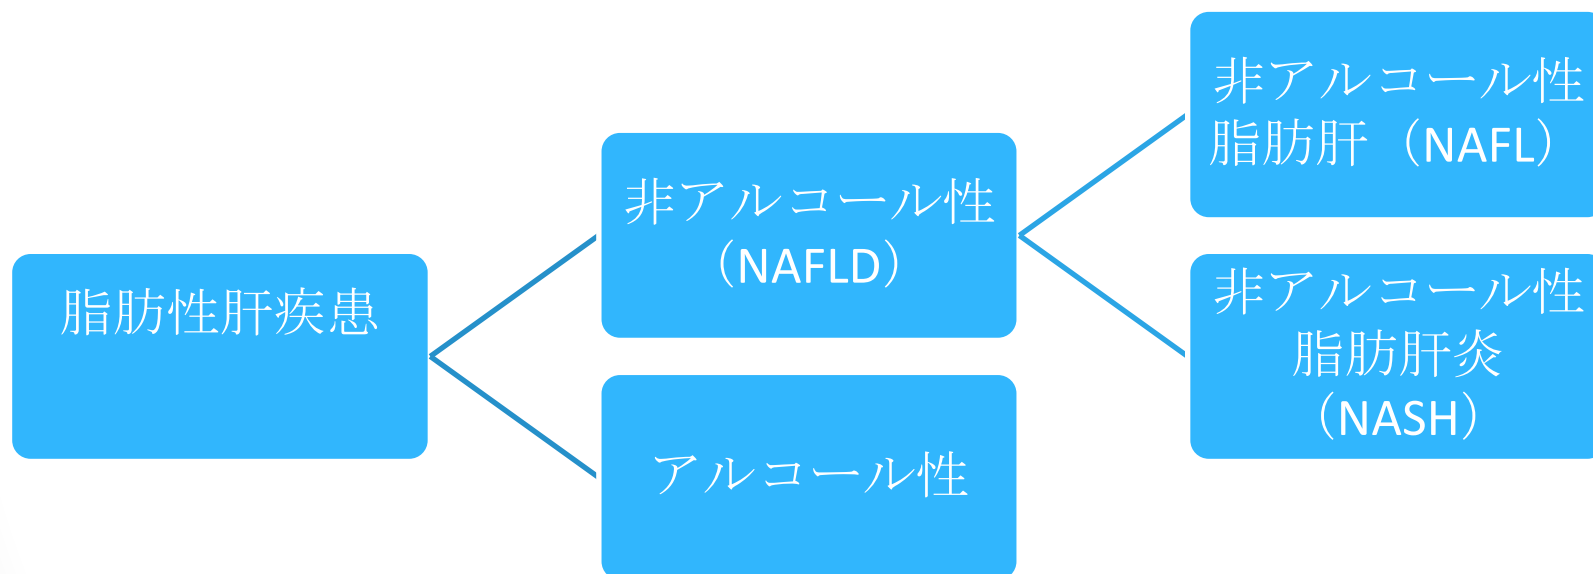 脂肪性肝疾患
非アルコール性
（NAFLD）
アルコール性
非アルコール性
脂肪肝（NAFL）
非アルコール性
脂肪肝炎
（NASH）